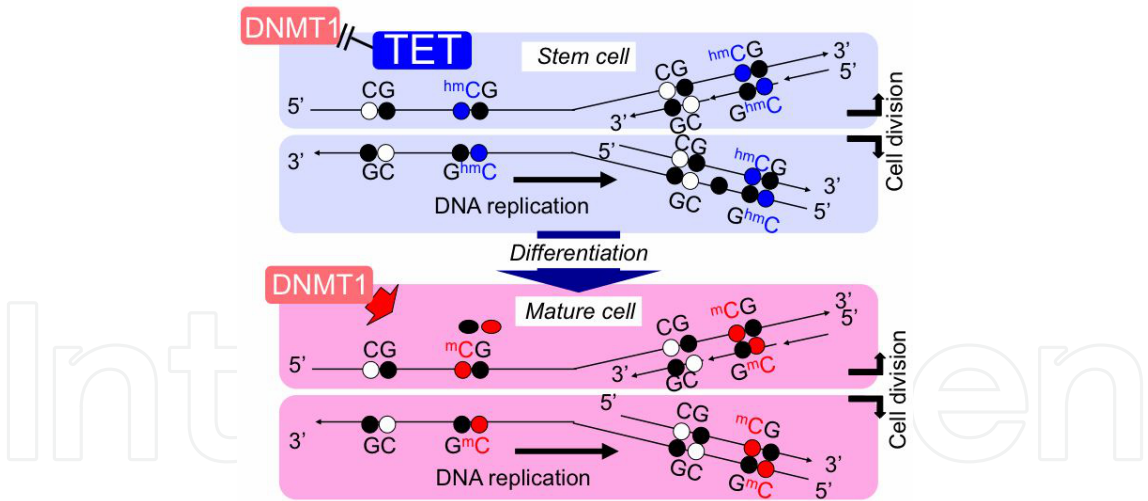 DNMT1
TET
Stem cell
CG
hmCG
5’
3’
GC
GhmC
DNA replication
CG
hmCG
3’
5’
3’
GC
GhmC
5’
CG
hmCG
3’
GC
GhmC
5’
Cell division
Differentiation
DNMT1
Mature cell
CG
mCG
5’
3’
GC
GmC
DNA replication
CG
mCG
3’
5’
3’
GC
GmC
5’
CG
mCG
3’
GC
GmC
5’
Cell division